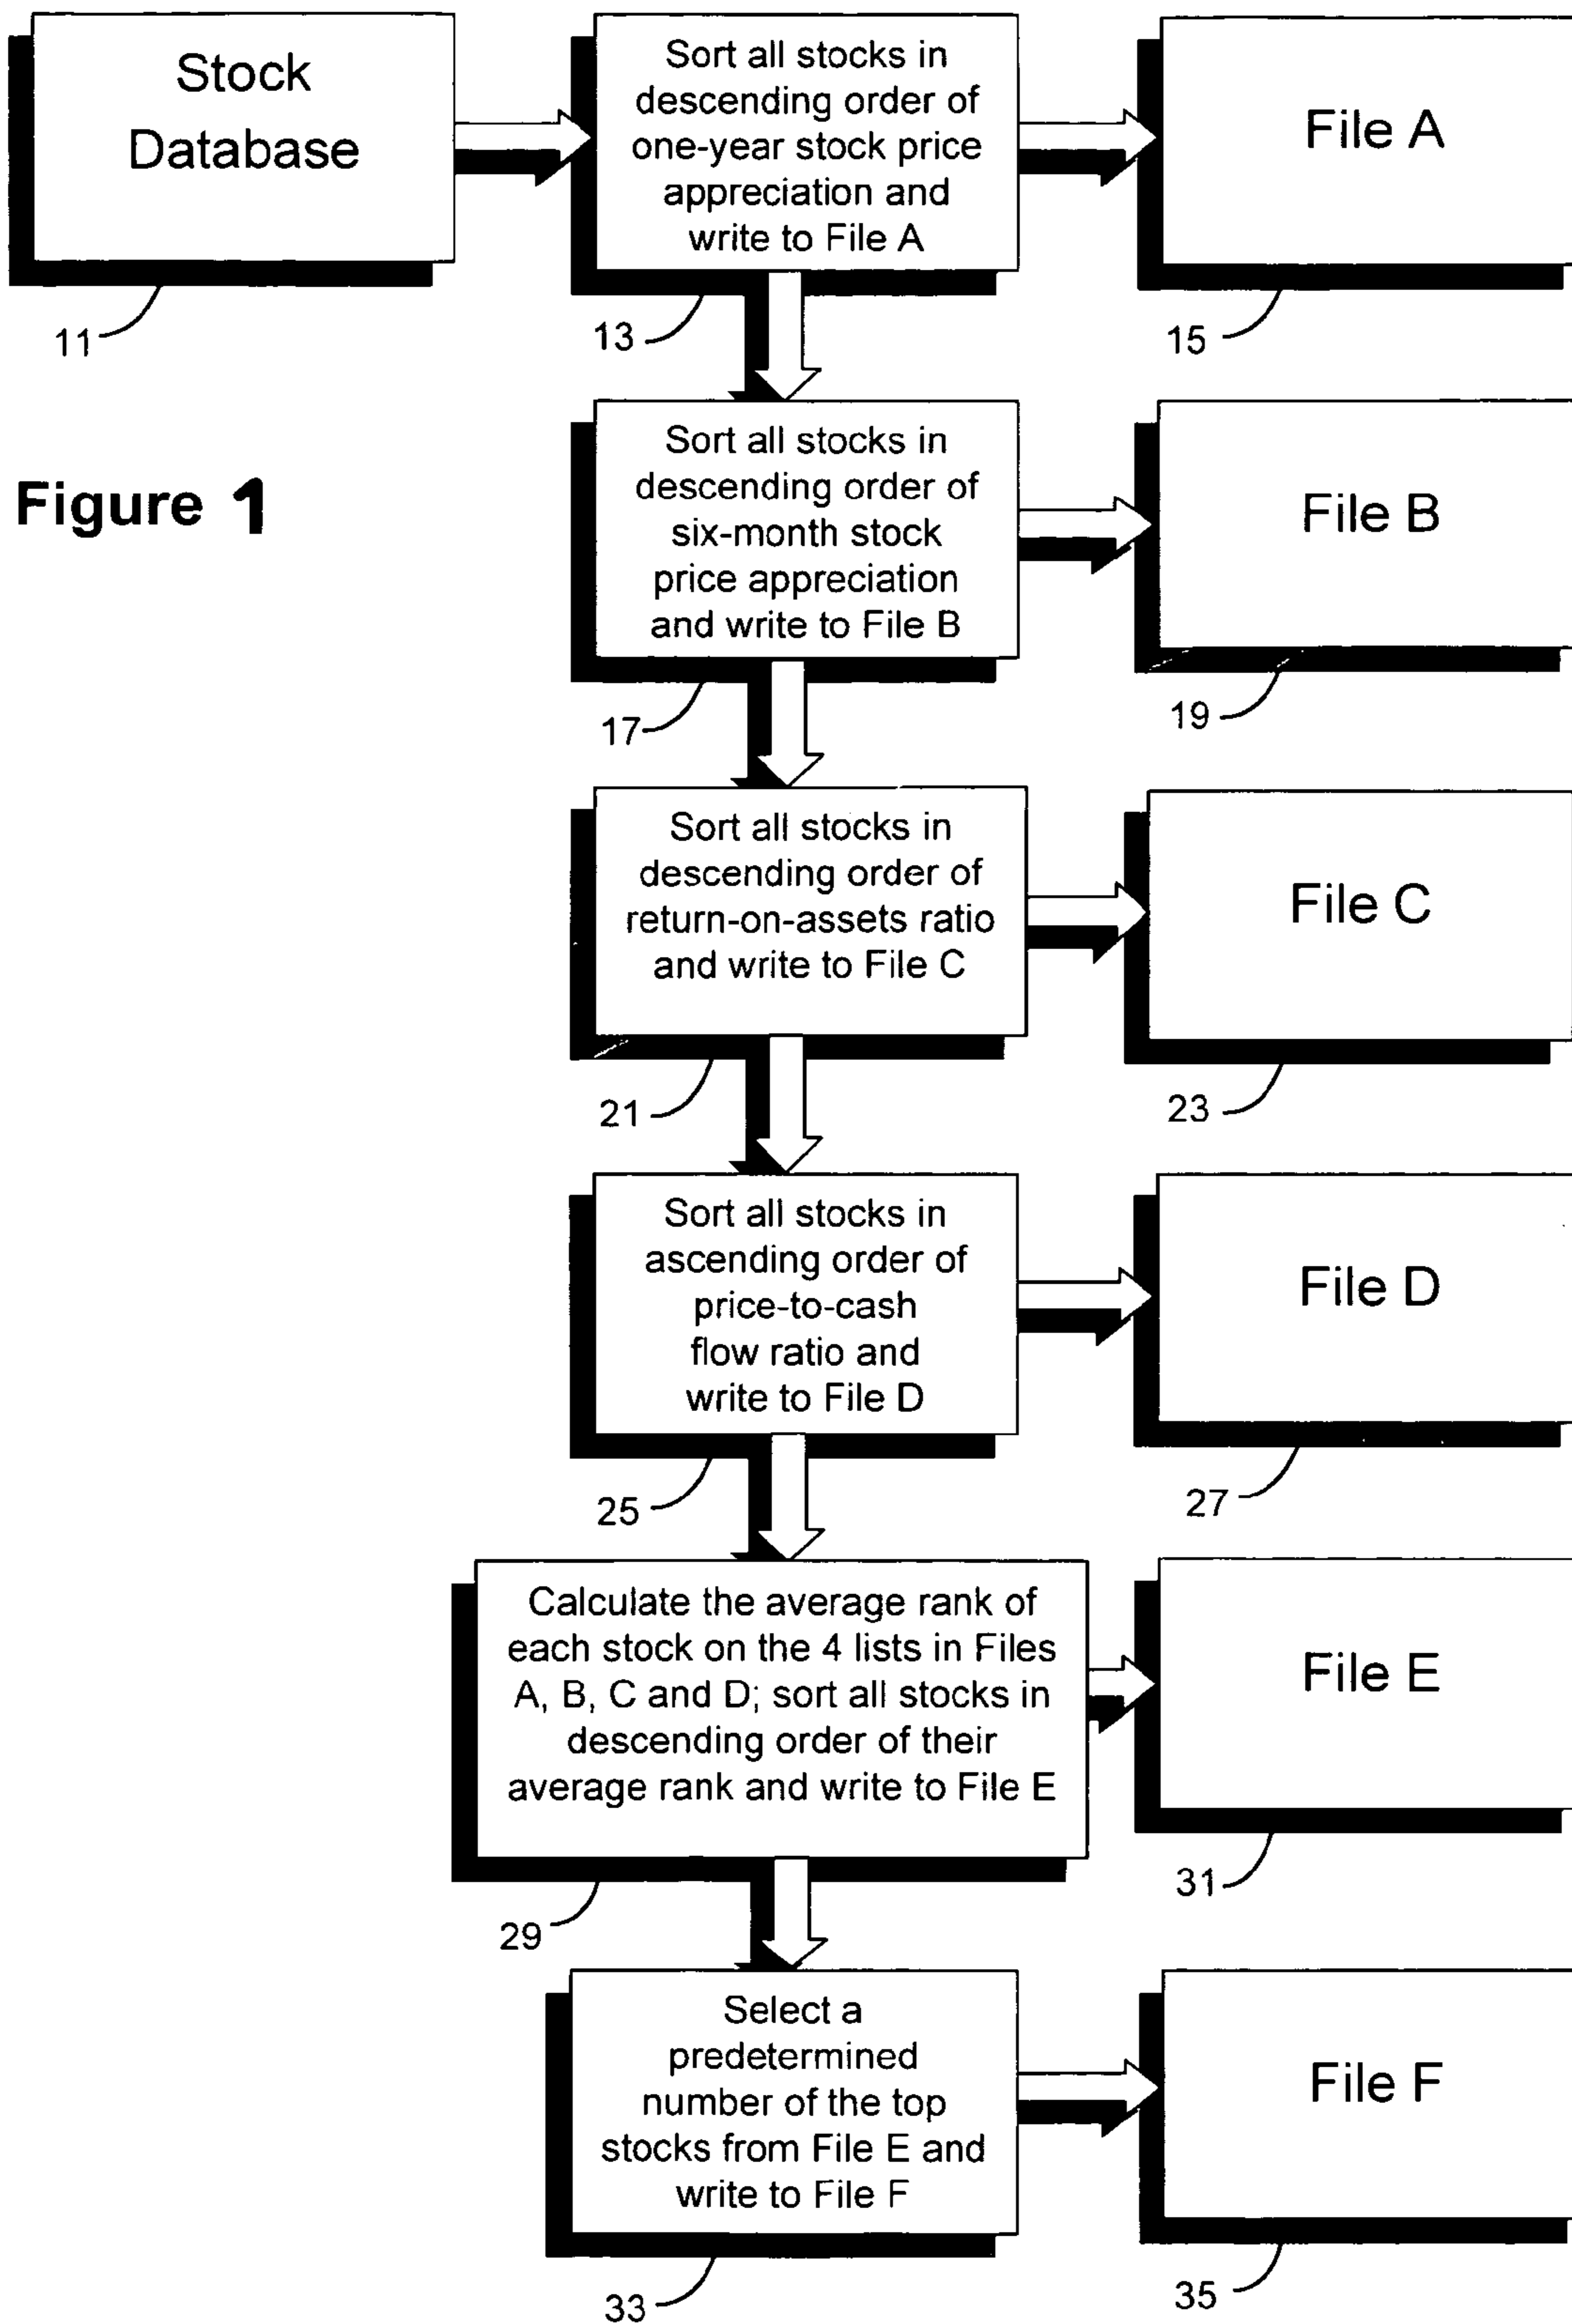 Stock
Database
11
Sort all stocks in
descending order of
one-year stock price
appreciation and
write to File A
13
File A
15
Figure 1
Sort all stocks in
descending order of
six-month stock
price appreciation
and write to File B
17
File B
19
Sort all stocks in
descending order of
return-on-assets ratio
and write to File C
21
File C
23
Sort all stocks in
ascending order of
price-to-cash
flow ratio and
write to File D
25
File D
27
Calculate the average rank of
each stock on the 4 lists in Files
A, B, C and D; sort all stocks in
descending order of their
average rank and write to File E
29
File E
31
Select a
predetermined
number of the top
stocks from File E and
write to File F
33
File F
35